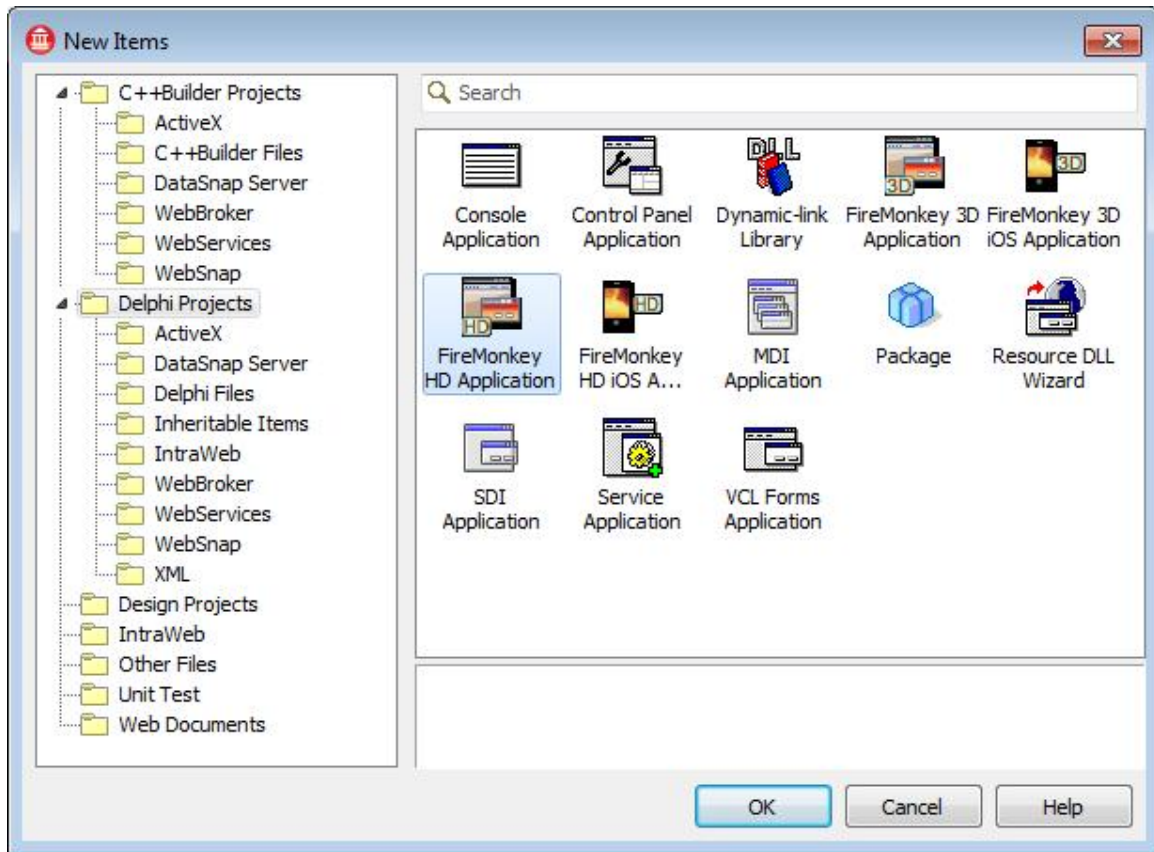 New Items
C++Builder Projects
ActiveX
C++Builder Files
DataSnap Server
WebBroker
WebServices
WebSnap
Delphi Projects
ActiveX
DataSnap Server
Delphi Files
Inheritable Items
IntraWeb
WebBroker
WebServices
WebSnap
XML
Design Projects
IntraWeb
Other Files
Unit Test
Web Documents
Search
DLL
3D
3D
Console
Application
Control Panel
Application
Dynamic-link
Library
FireMonkey 3D
Application
FireMonkey 3D
iOS Application
HD
HD
FireMonkey
HD Application
FireMonkey
HD iOS A...
MDI
Application
Package
Resource DLL
Wizard
SDI
Application
Service
Application
VCL Forms
Application
OK
Cancel
Help